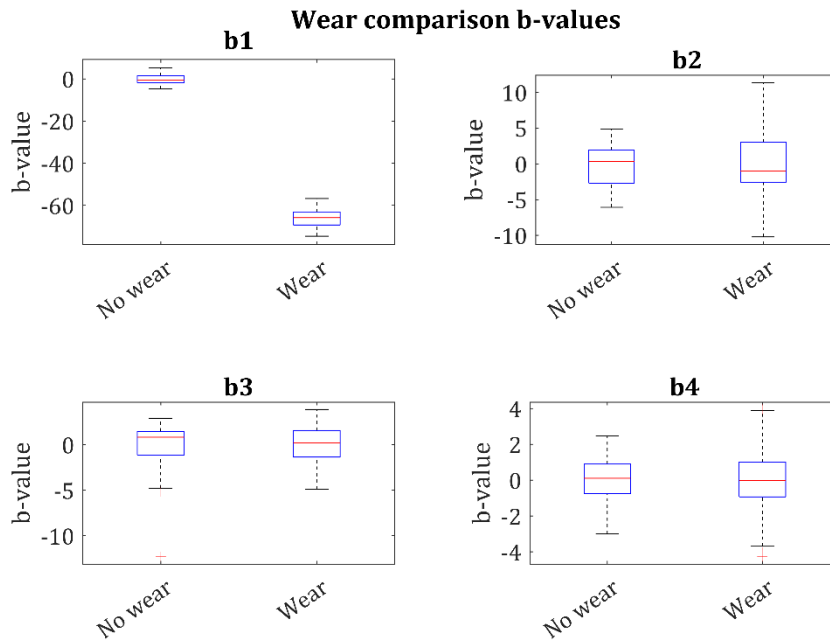 Wear comparison b-values
b1
b-value
0
-20
-40
-60
No wear
Wear
b2
b-value
10
5
0
-5
-10
No wear
Wear
b3
b-value
0
-5
-10
No wear
Wear
b4
b-value
4
2
0
-2
-4
No wear
Wear